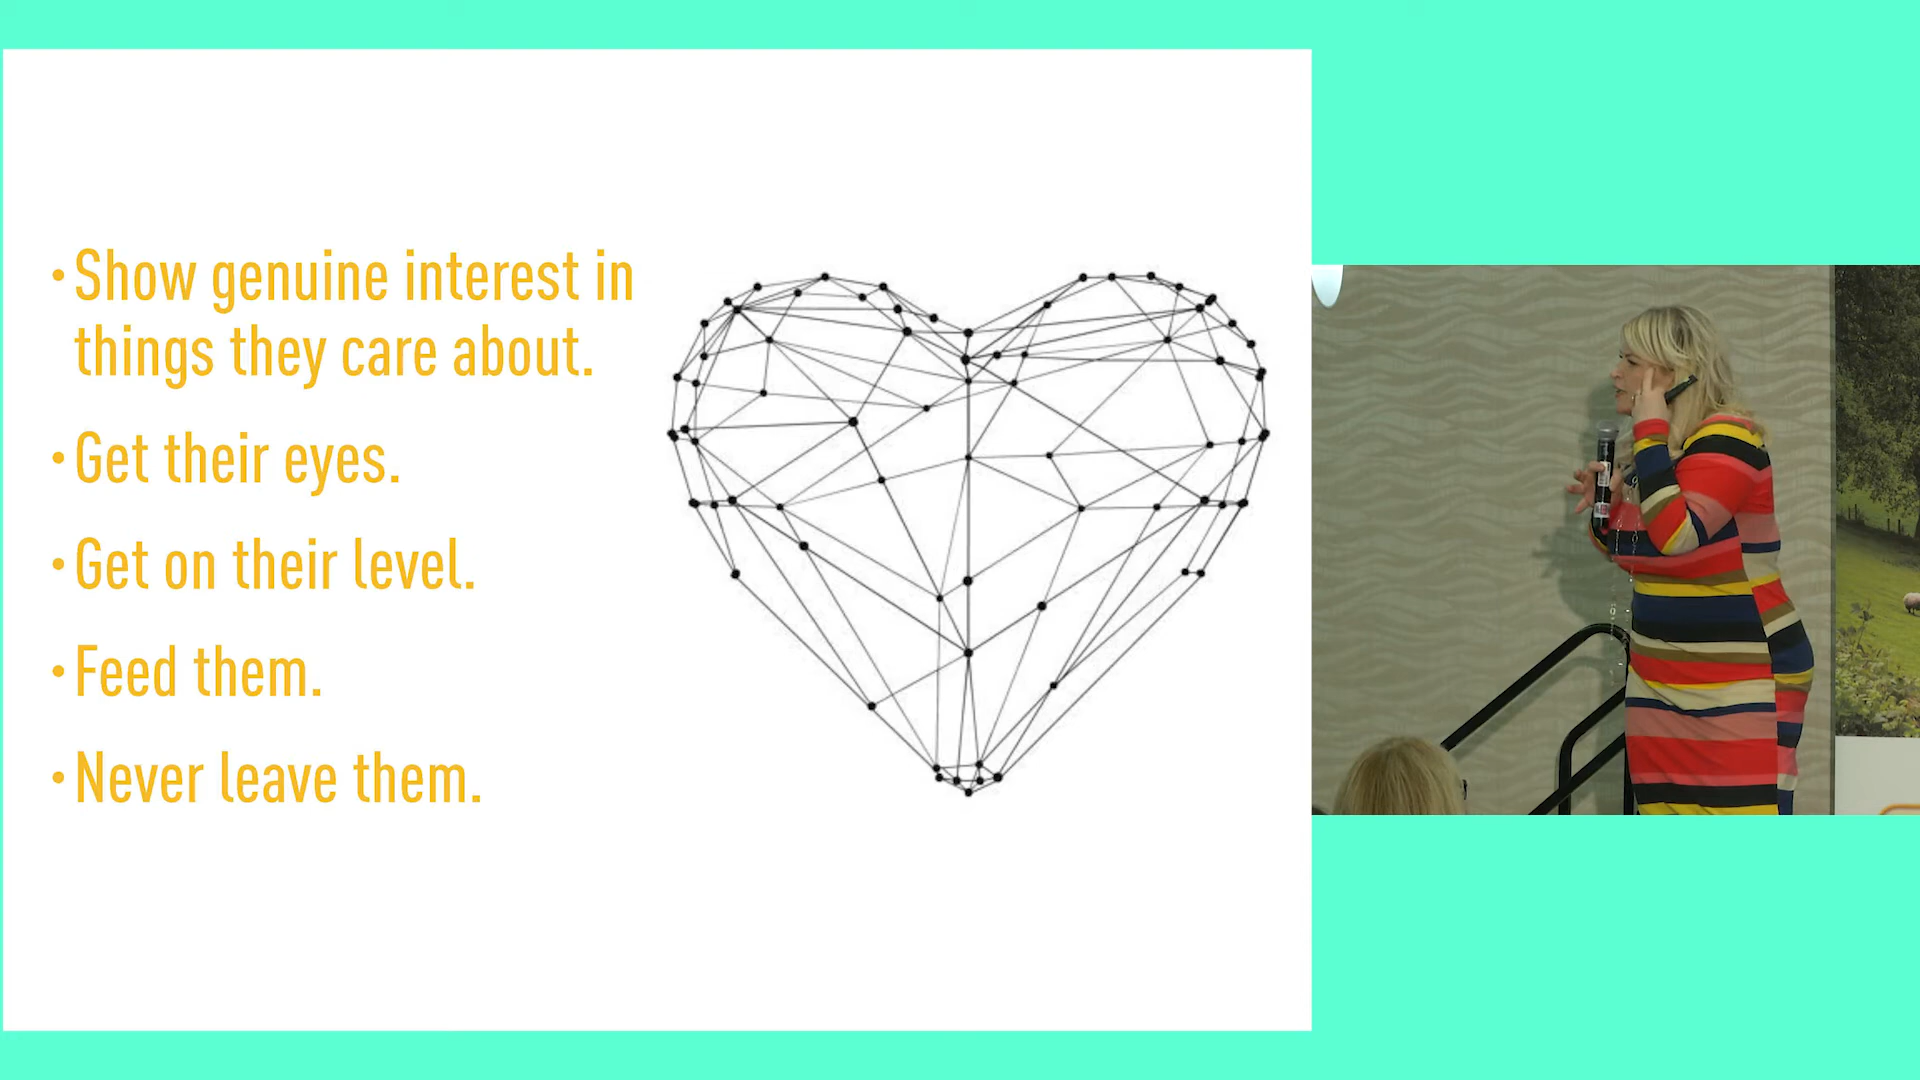 • Show genuine interest in
things they care about.
• Get their eyes.
• Get on their level.
• Feed them.
• Never leave them.